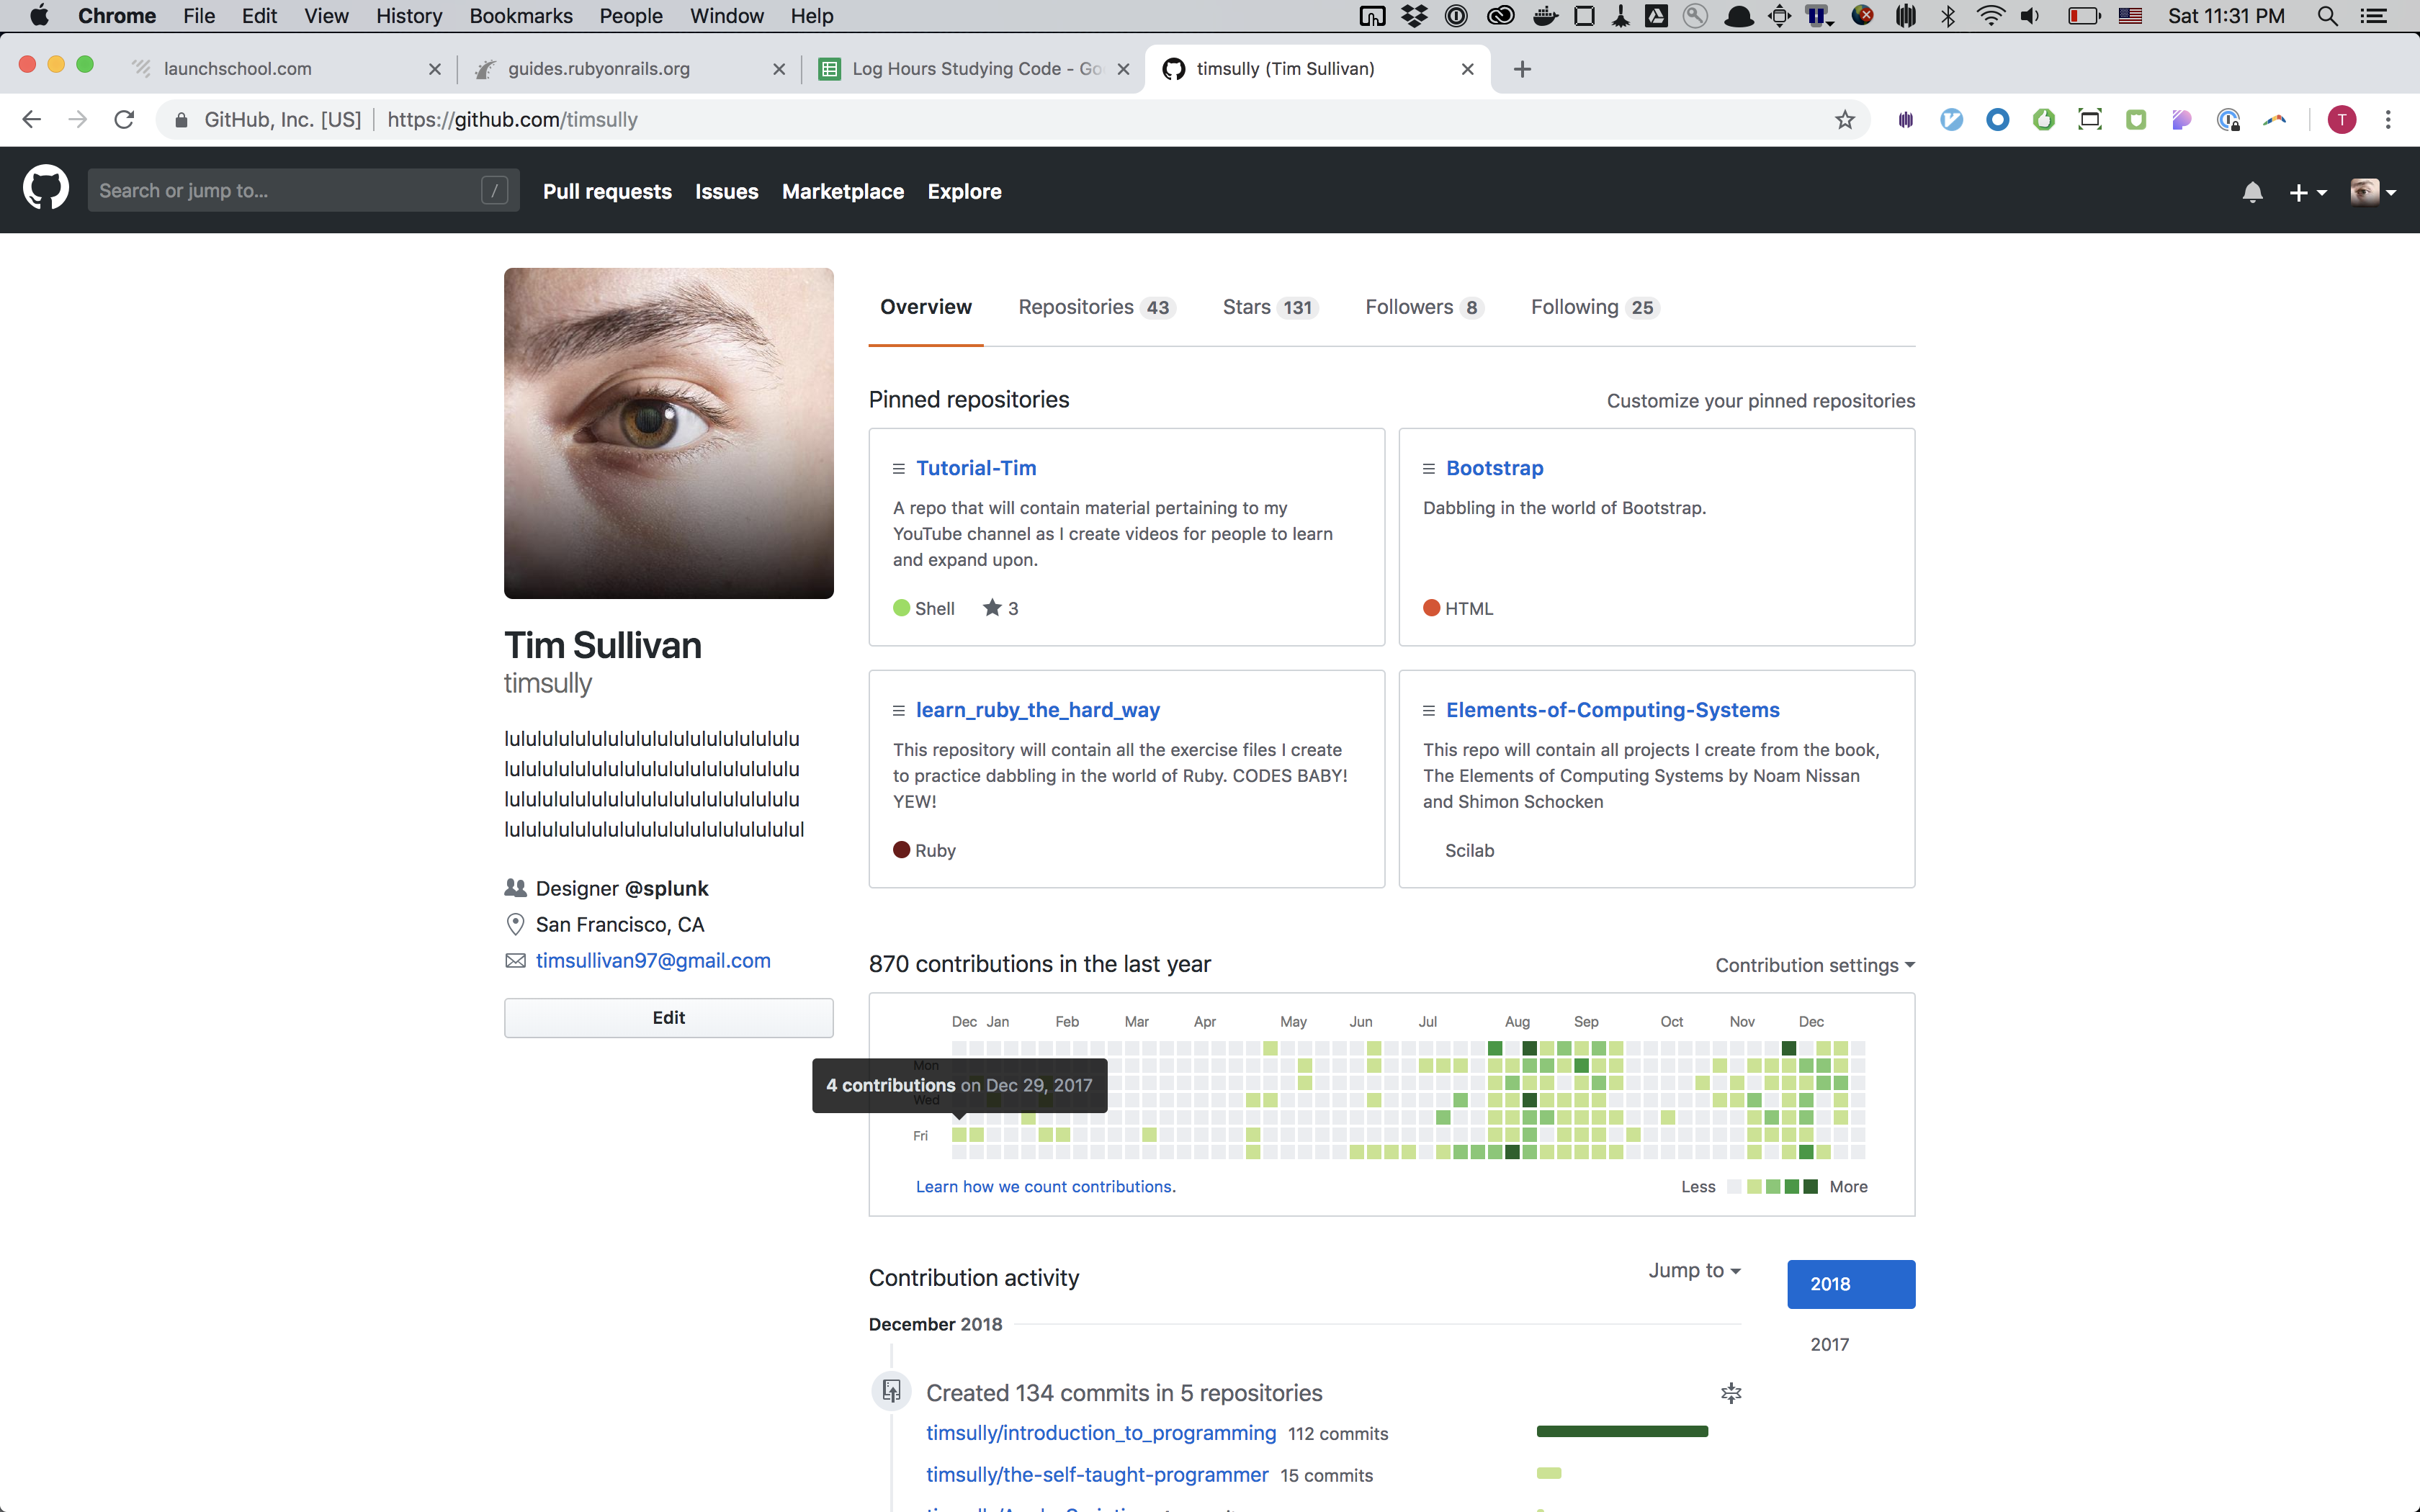 Chrome File Edit View History Bookmarks People Window Help Sat 11:31 PM
launchschool.com
guides.rubyonrails.org
Log Hours Studying Code - Go
timsully (Tim Sullivan)
GitHub, Inc. [US] https://github.com/timsully
T
Search or jump to... /
Pull requests Issues Marketplace Explore
Overview Repositories 43 Stars 131 Followers 8 Following 25
Pinned repositories
Customize your pinned repositories
Tutorial-Tim
A repo that will contain material pertaining to my
YouTube channel as I create videos for people to learn
and expand upon.
Shell 3
Bootstrap
Dabbling in the world of Bootstrap.
HTML
learn_ruby_the_hard_way
This repository will contain all the exercise files I create
to practice dabbling in the world of Ruby. CODES BABY!
YEW!
Ruby
Elements-of-Computing-Systems
This repo will contain all projects I create from the book,
The Elements of Computing Systems by Noam Nissan
and Shimon Schocken
Scilab
Tim Sullivan
timsully
lulululululululululululululululululu
lulululululululululululululululululu
lulululululululululululululululululu
lulululululululululululululululululul
Designer @splunk
San Francisco, CA
timsullivan97@gmail.com
Edit
870 contributions in the last year
Contribution settings
Dec Jan Feb Mar Apr May Jun Jul Aug Sep Oct Nov Dec
Mon
4 contributions on Dec 29, 2017
Wed
Fri
Learn how we count contributions.
Less More
Contribution activity
Jump to
2018
2017
December 2018
Created 134 commits in 5 repositories
timsully/introduction_to_programming 112 commits
timsully/the-self-taught-programmer 15 commits